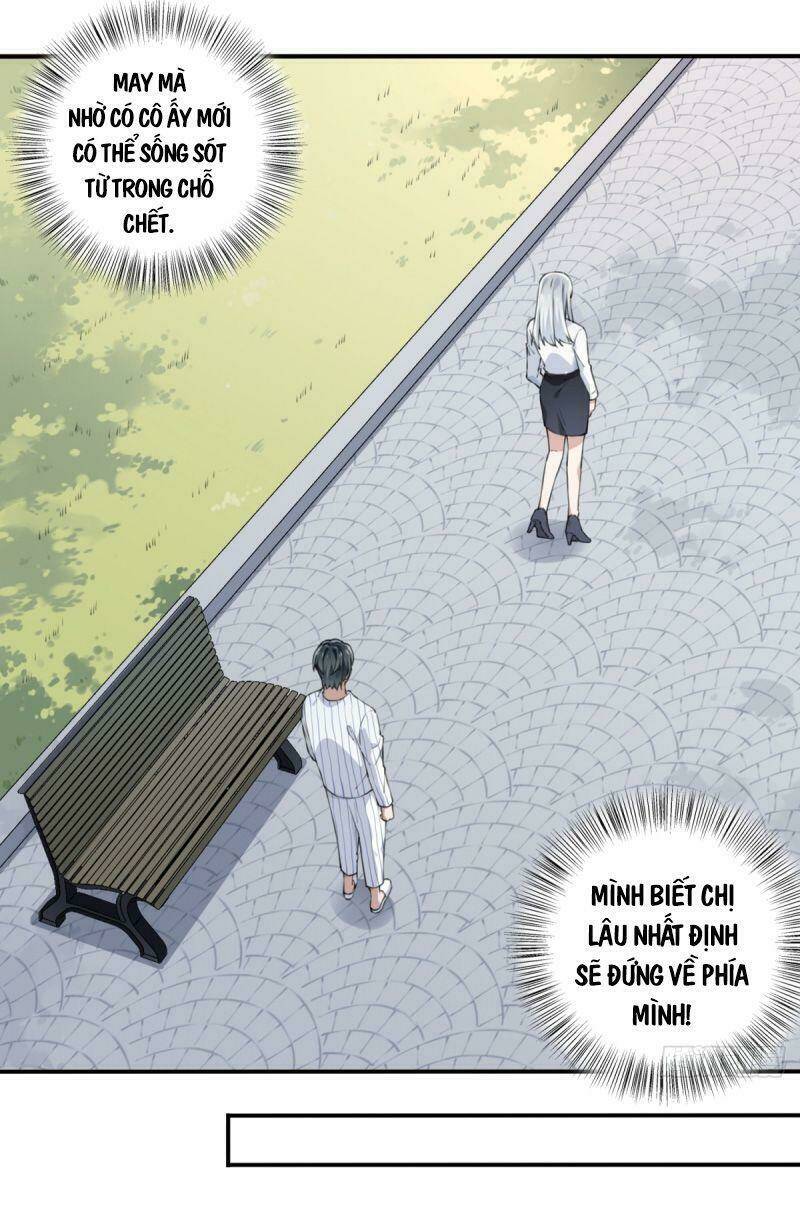 MAY MÀ
NHỜ CÓ CÔ ẤY MỚI
CÓ THỂ SỐNG SÓT
TỪ TRONG CHỖ
CHẾT.
MÌNH BIẾT CHỊ
LÂU NHẤT ĐỊNH
SẼ ĐỨNG VỀ PHÍA
MÌNH!